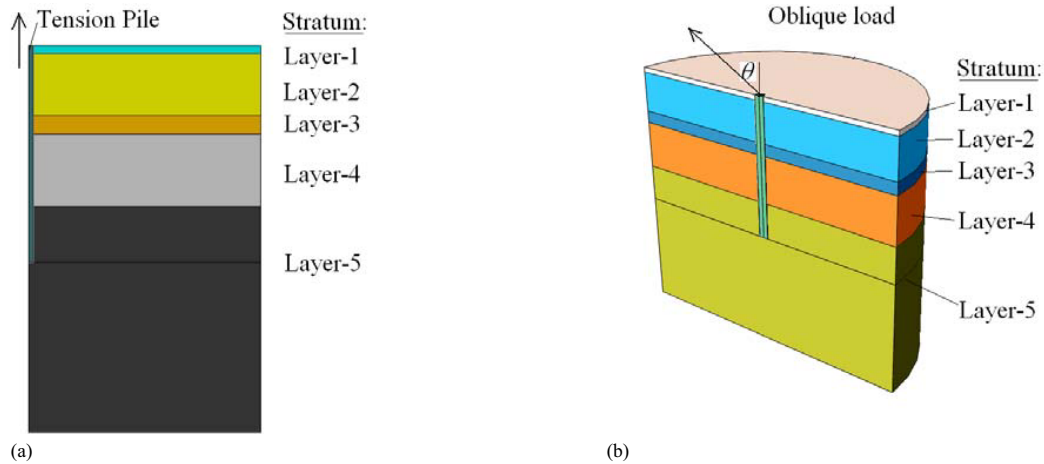 Tension Pile
Stratum:
Layer-1
Layer-2
Layer-3
Layer-4
Layer-5
(a)
Oblique load
θ
Stratum:
Layer-1
Layer-2
Layer-3
Layer-4
Layer-5
(b)